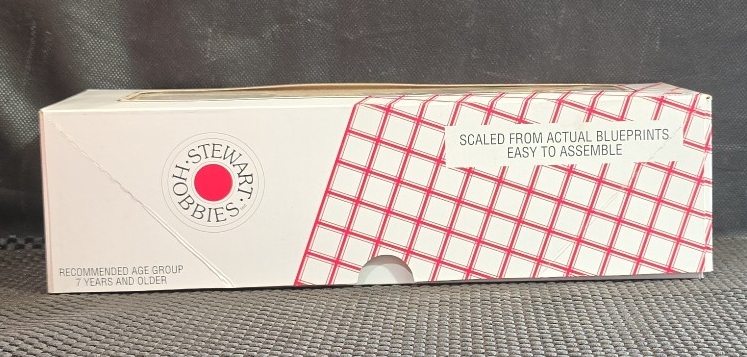 STEWART
HOBBIES
SCALED FROM ACTUAL BLUEPRINTS
EASY TO ASSEMBLE
RECOMMENDED AGE GROUP
7 YEARS AND OLDER